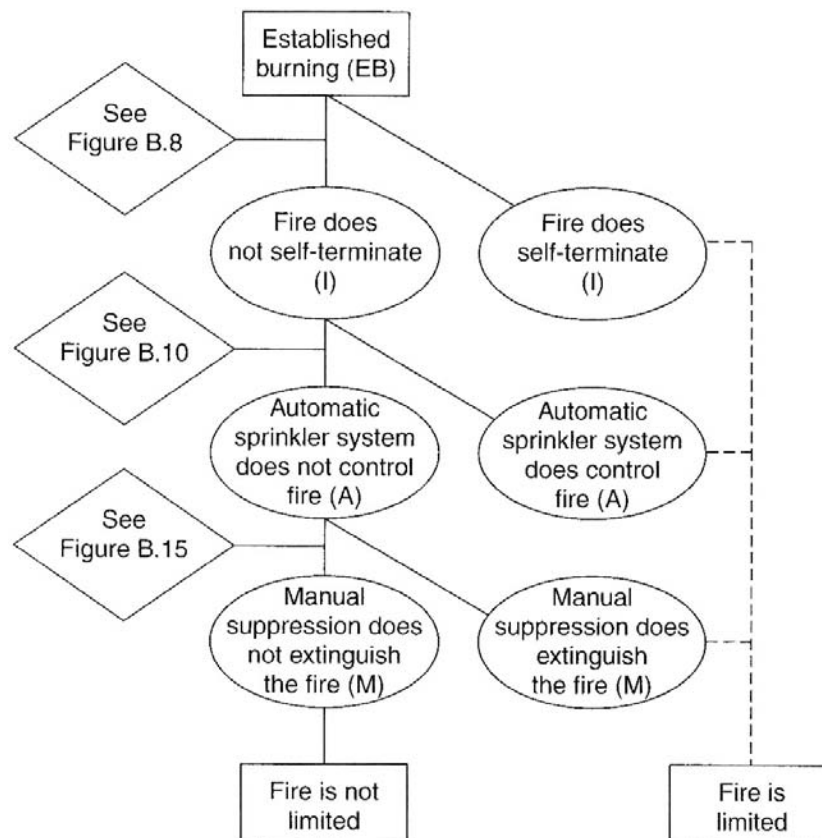 Established
burning (EB)
See
Figure B.8
Fire does
not self-terminate
(I)
Fire does
self-terminate
(I)
See
Figure B.10
Automatic
sprinkler system
does not control
fire (A)
Automatic
sprinkler system
does control
fire (A)
See
Figure B.15
Manual
suppression does
not extinguish
the fire (M)
Manual
suppression does
extinguish
the fire (M)
Fire is not
limited
Fire is
limited